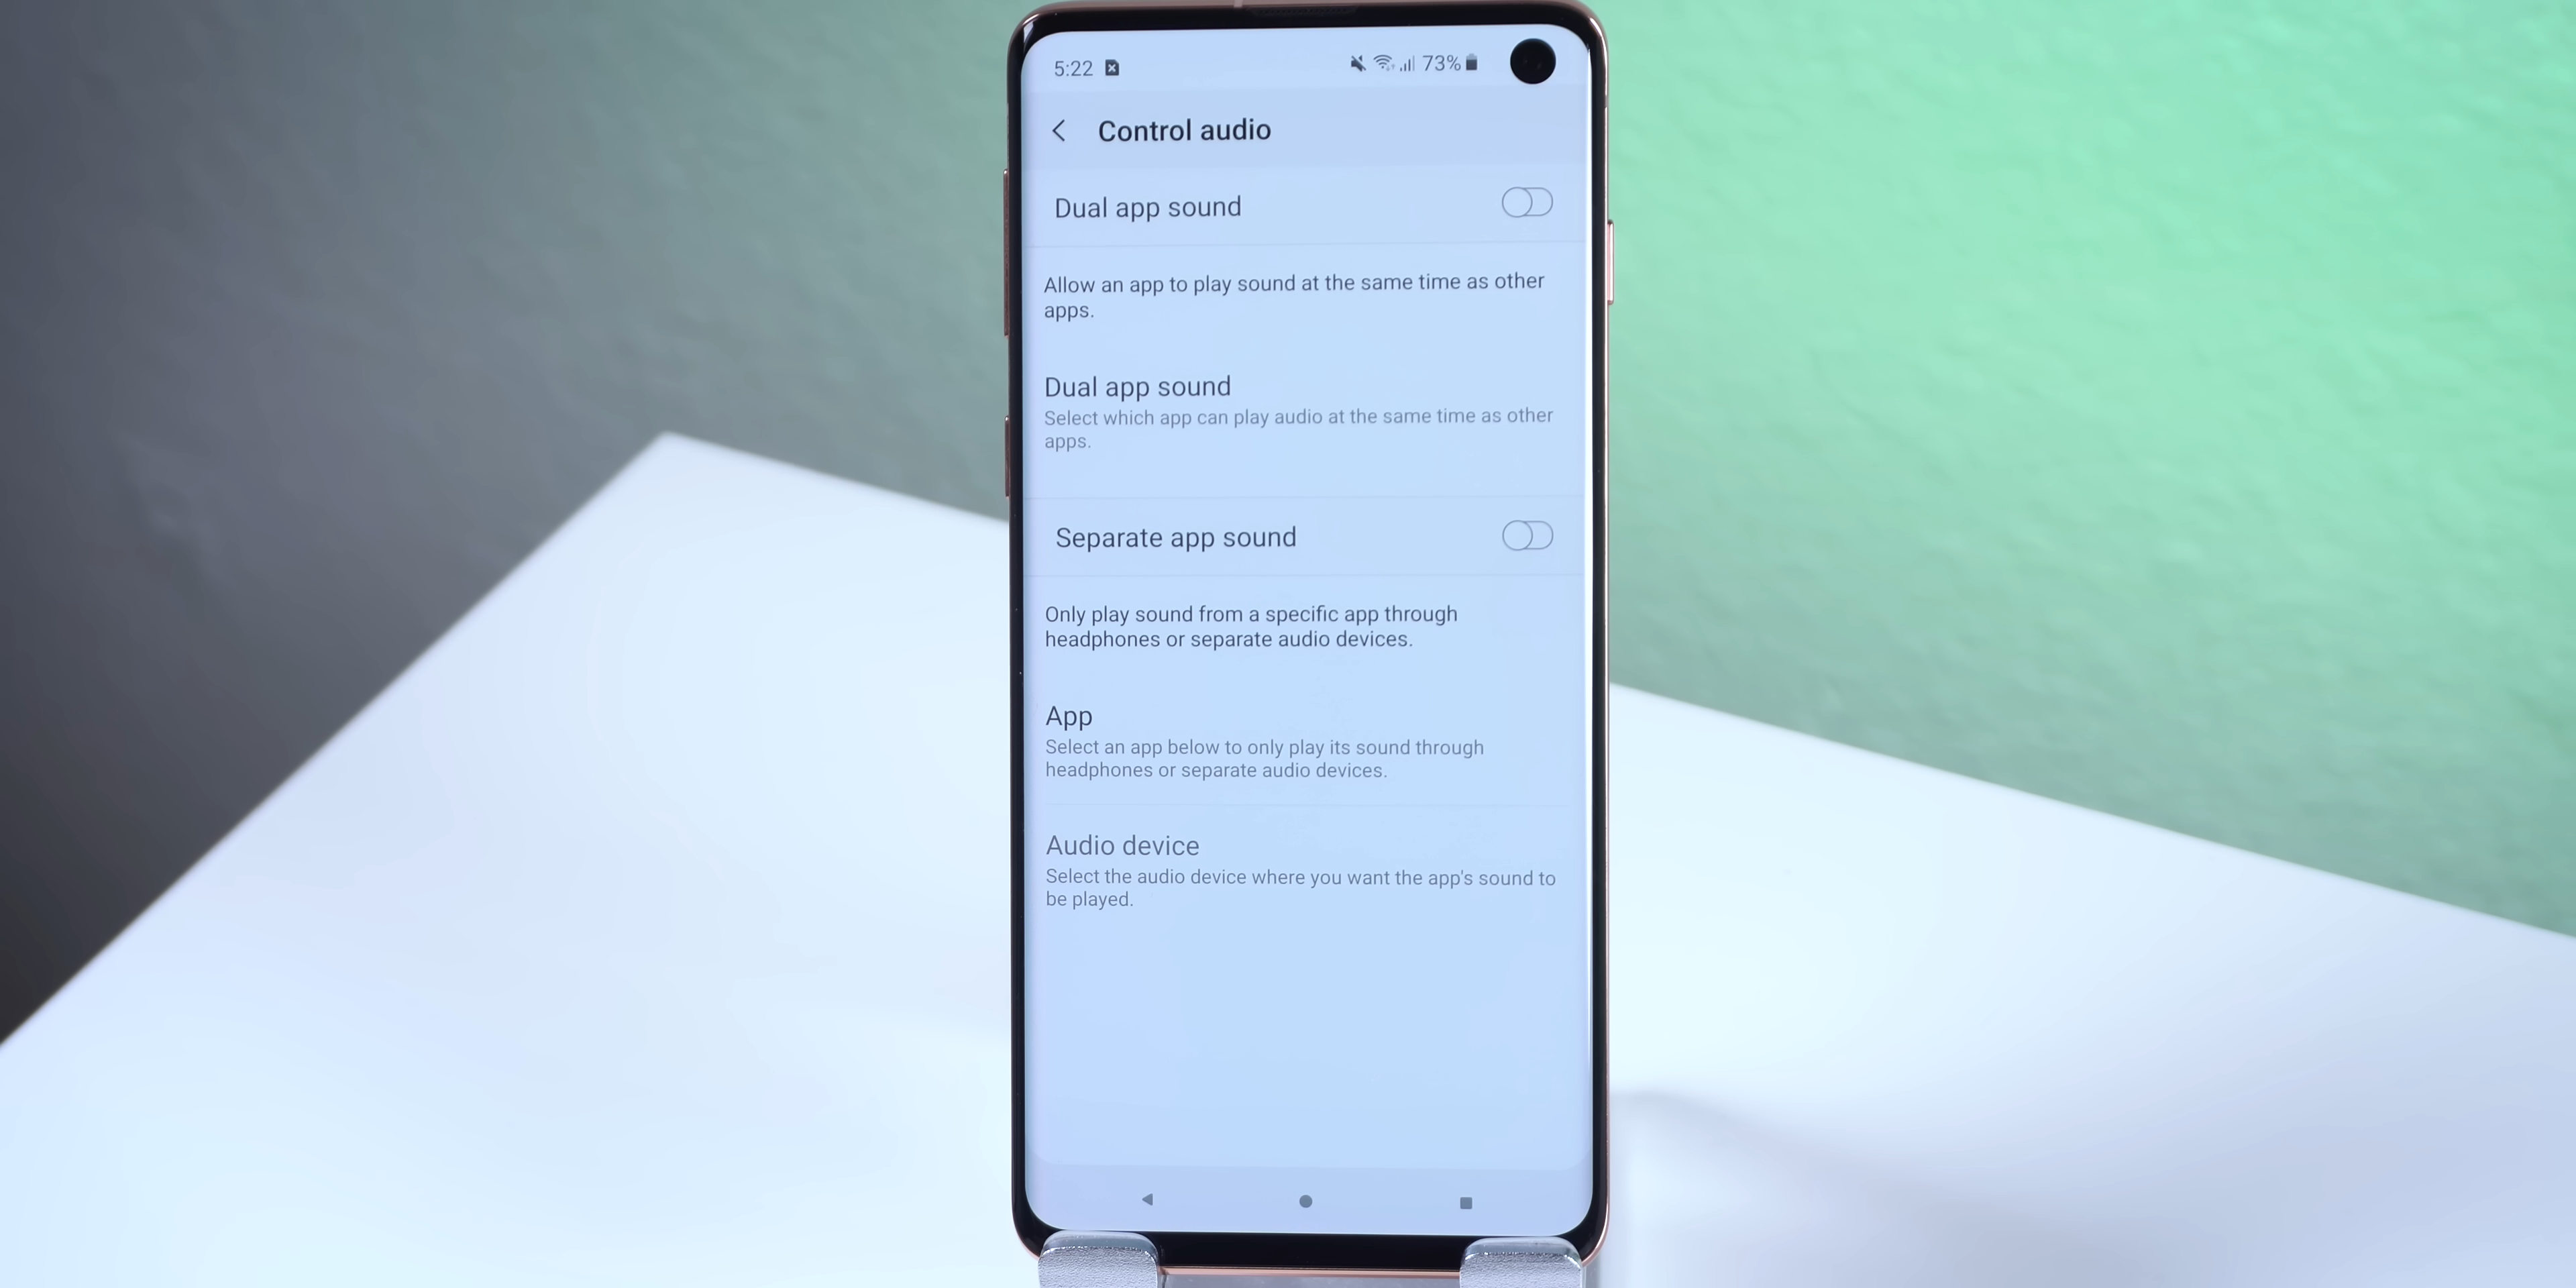 5:22 73%
Control audio
Dual app sound
Allow an app to play sound at the same time as other
apps.
Dual app sound
Select which app can play audio at the same time as other
apps.
Separate app sound
Only play sound from a specific app through
headphones or separate audio devices.
App
Select an app below to only play its sound through
headphones or separate audio devices.
Audio device
Select the audio device where you want the app's sound to
be played.